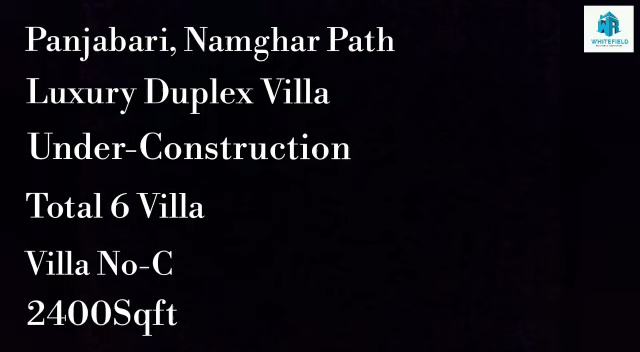 Panjabari, Namghar Path
WHITEFIELD
Luxury Duplex Villa
Under-Construction
Total 6 Villa
Villa No-C
2400Sqft